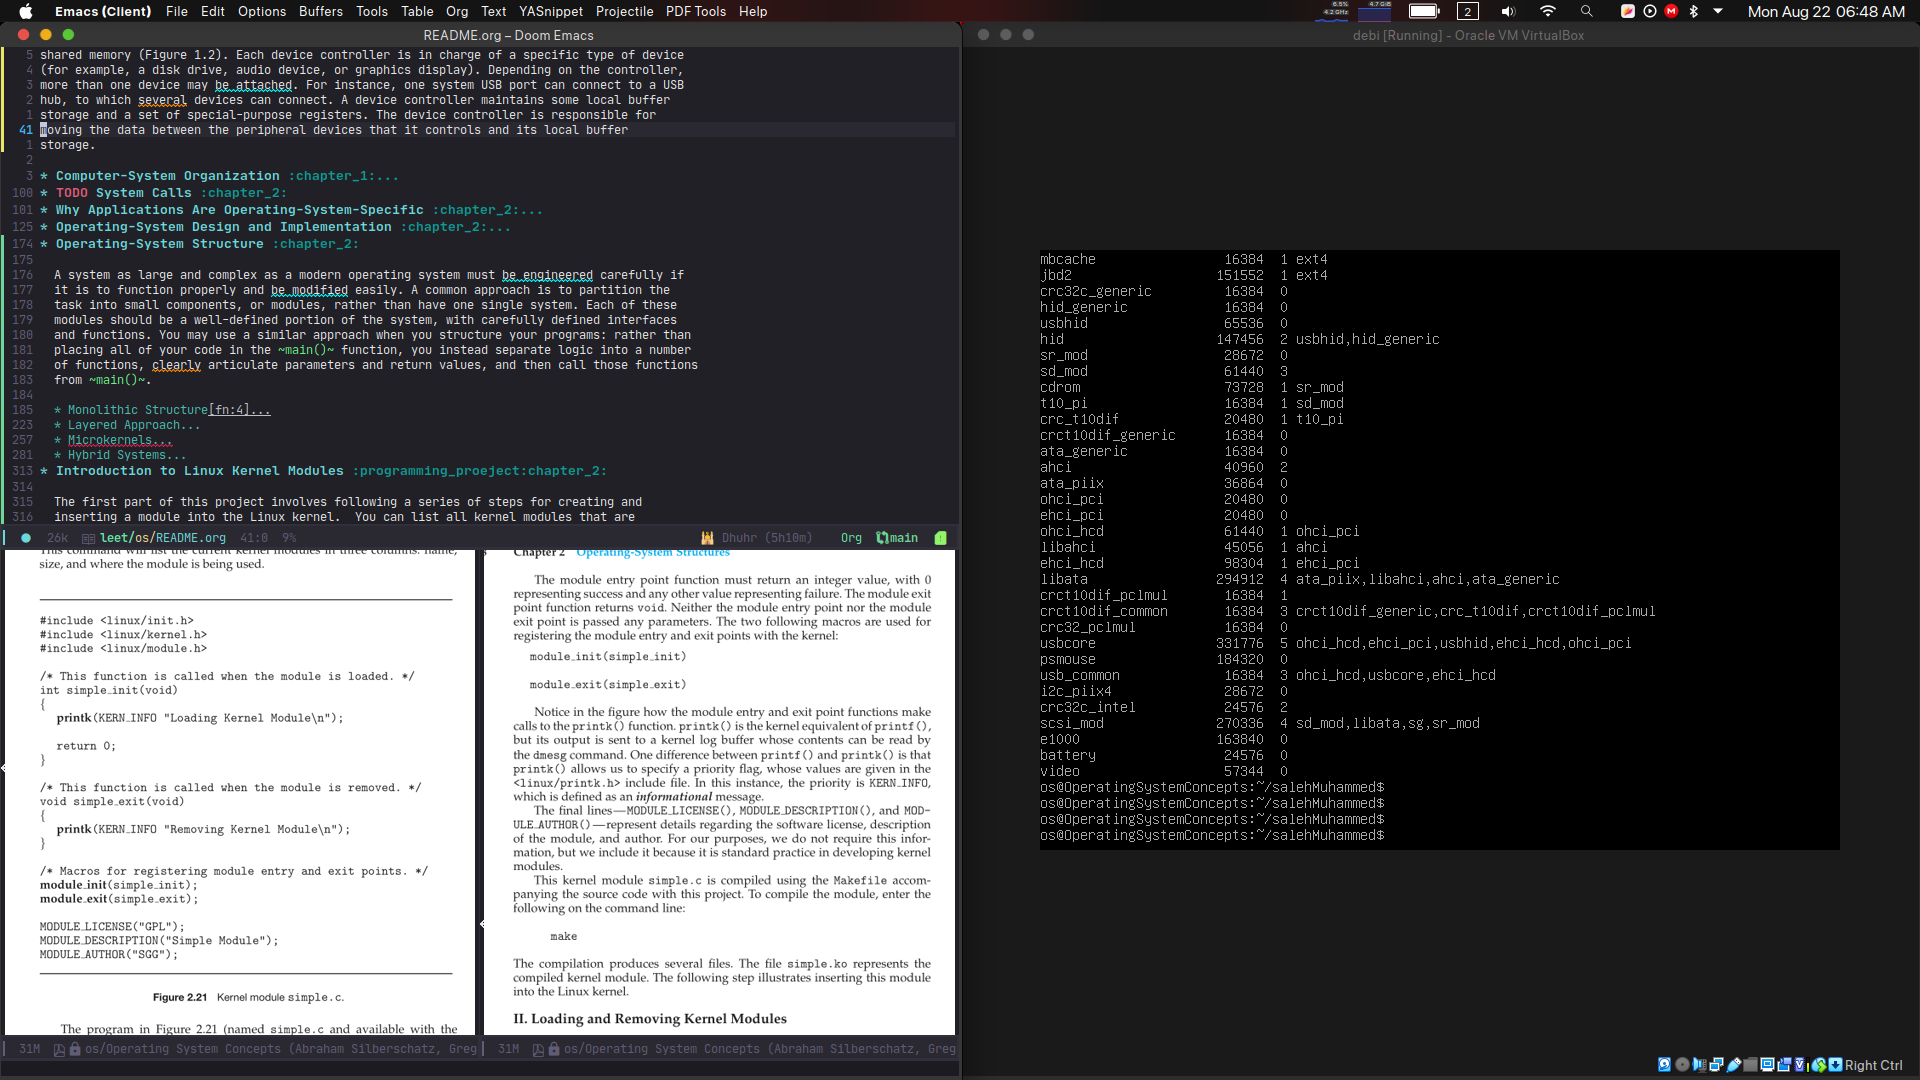 Emacs (Client) File Edit Options Buffers Tools Table Org Text YASnippet Projectile PDF Tools Help
6.5% 4.2 GHz 4.7 GiB 2 Mon Aug 22 06:48 AM
README.org – Doom Emacs
5 shared memory (Figure 1.2). Each device controller is in charge of a specific type of device
4 (for example, a disk drive, audio device, or graphics display). Depending on the controller,
3 more than one device may be attached. For instance, one system USB port can connect to a USB
2 hub, to which several devices can connect. A device controller maintains some local buffer
1 storage and a set of special-purpose registers. The device controller is responsible for
41 moving the data between the peripheral devices that it controls and its local buffer
1 storage.
2
3 * Computer-System Organization :chapter_1:...
100 * TODO System Calls :chapter_2:
101 * Why Applications Are Operating-System-Specific :chapter_2:...
125 * Operating-System Design and Implementation :chapter_2:...
174 * Operating-System Structure :chapter_2:
175
176 A system as large and complex as a modern operating system must be engineered carefully if
177 it is to function properly and be modified easily. A common approach is to partition the
178 task into small components, or modules, rather than have one single system. Each of these
179 modules should be a well-defined portion of the system, with carefully defined interfaces
180 and functions. You may use a similar approach when you structure your programs: rather than
181 placing all of your code in the ~main()~ function, you instead separate logic into a number
182 of functions, clearly articulate parameters and return values, and then call those functions
183 from ~main()~.
184
185 * Monolithic Structure[fn:4]...
223 * Layered Approach...
257 * Microkernels...
281 * Hybrid Systems...
313 * Introduction to Linux Kernel Modules :programming_proeject:chapter_2:
314
315 The first part of this project involves following a series of steps for creating and
316 inserting a module into the Linux kernel. You can list all kernel modules that are
26k leet/os/README.org 41:0 9% Dhuhr (5h10m) Org main
This command will list the current kernel modules in three columns: name,
size, and where the module is being used.
#include <linux/init.h>
#include <linux/kernel.h>
#include <linux/module.h>
/* This function is called when the module is loaded. */
int simple_init(void)
{
printk(KERN_INFO "Loading Kernel Module\n");
return 0;
}
/* This function is called when the module is removed. */
void simple_exit(void)
{
printk(KERN_INFO "Removing Kernel Module\n");
}
/* Macros for registering module entry and exit points. */
module_init(simple_init);
module_exit(simple_exit);
MODULE_LICENSE("GPL");
MODULE_DESCRIPTION("Simple Module");
MODULE_AUTHOR("SGG");
Figure 2.21 Kernel module simple.c.
The program in Figure 2.21 (named simple.c and available with the
31M os/Operating System Concepts (Abraham Silberschatz, Greg
Chapter 2 Operating-System Structures
The module entry point function must return an integer value, with 0
representing success and any other value representing failure. The module exit
point function returns void. Neither the module entry point nor the module
exit point is passed any parameters. The two following macros are used for
registering the module entry and exit points with the kernel:
module_init(simple_init)
module_exit(simple_exit)
Notice in the figure how the module entry and exit point functions make
calls to the printk() function. printk() is the kernel equivalent of printf(),
but its output is sent to a kernel log buffer whose contents can be read by
the dmesg command. One difference between printf() and printk() is that
printk() allows us to specify a priority flag, whose values are given in the
<linux/printk.h> include file. In this instance, the priority is KERN_INFO,
which is defined as an informational message.
The final lines—MODULE_LICENSE(), MODULE_DESCRIPTION(), and MOD-
ULE_AUTHOR()—represent details regarding the software license, description
of the module, and author. For our purposes, we do not require this infor-
mation, but we include it because it is standard practice in developing kernel
modules.
This kernel module simple.c is compiled using the Makefile accom-
panying the source code with this project. To compile the module, enter the
following on the command line:
make
The compilation produces several files. The file simple.ko represents the
compiled kernel module. The following step illustrates inserting this module
into the Linux kernel.
II. Loading and Removing Kernel Modules
31M os/Operating System Concepts (Abraham Silberschatz, Greg
debi [Running] - Oracle VM VirtualBox
mbcache 16384 1 ext4
jbd2 151552 1 ext4
crc32c_generic 16384 0
hid_generic 16384 0
usbhid 65536 0
hid 147456 2 usbhid,hid_generic
sr_mod 28672 0
sd_mod 61440 3
cdrom 73728 1 sr_mod
t10_pi 16384 1 sd_mod
crc_t10dif 20480 1 t10_pi
crct10dif_generic 16384 0
ata_generic 16384 0
ahci 40960 2
ata_piix 36864 0
ohci_pci 20480 0
ehci_pci 20480 0
ohci_hcd 61440 1 ohci_pci
libahci 45056 1 ahci
ehci_hcd 98304 1 ehci_pci
libata 294912 4 ata_piix,libahci,ahci,ata_generic
crct10dif_pclmul 16384 1
crct10dif_common 16384 3 crct10dif_generic,crc_t10dif,crct10dif_pclmul
crc32_pclmul 16384 0
usbcore 331776 5 ohci_hcd,ehci_pci,usbhid,ehci_hcd,ohci_pci
psmouse 184320 0
usb_common 16384 3 ohci_hcd,usbcore,ehci_hcd
i2c_piix4 28672 0
crc32c_intel 24576 2
scsi_mod 270336 4 sd_mod,libata,sg,sr_mod
e1000 163840 0
battery 24576 0
video 57344 0
os@OperatingSystemConcepts:~/salehMuhammed$
os@OperatingSystemConcepts:~/salehMuhammed$
os@OperatingSystemConcepts:~/salehMuhammed$
os@OperatingSystemConcepts:~/salehMuhammed$
Right Ctrl